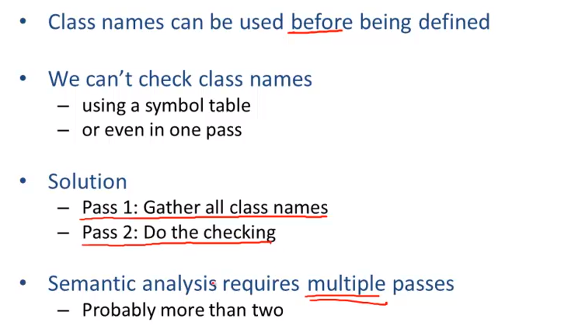 • Class names can be used before being defined
• We can't check class names
– using a symbol table
– or even in one pass
• Solution
– Pass 1: Gather all class names
– Pass 2: Do the checking
• Semantic analysis requires multiple passes
– Probably more than two